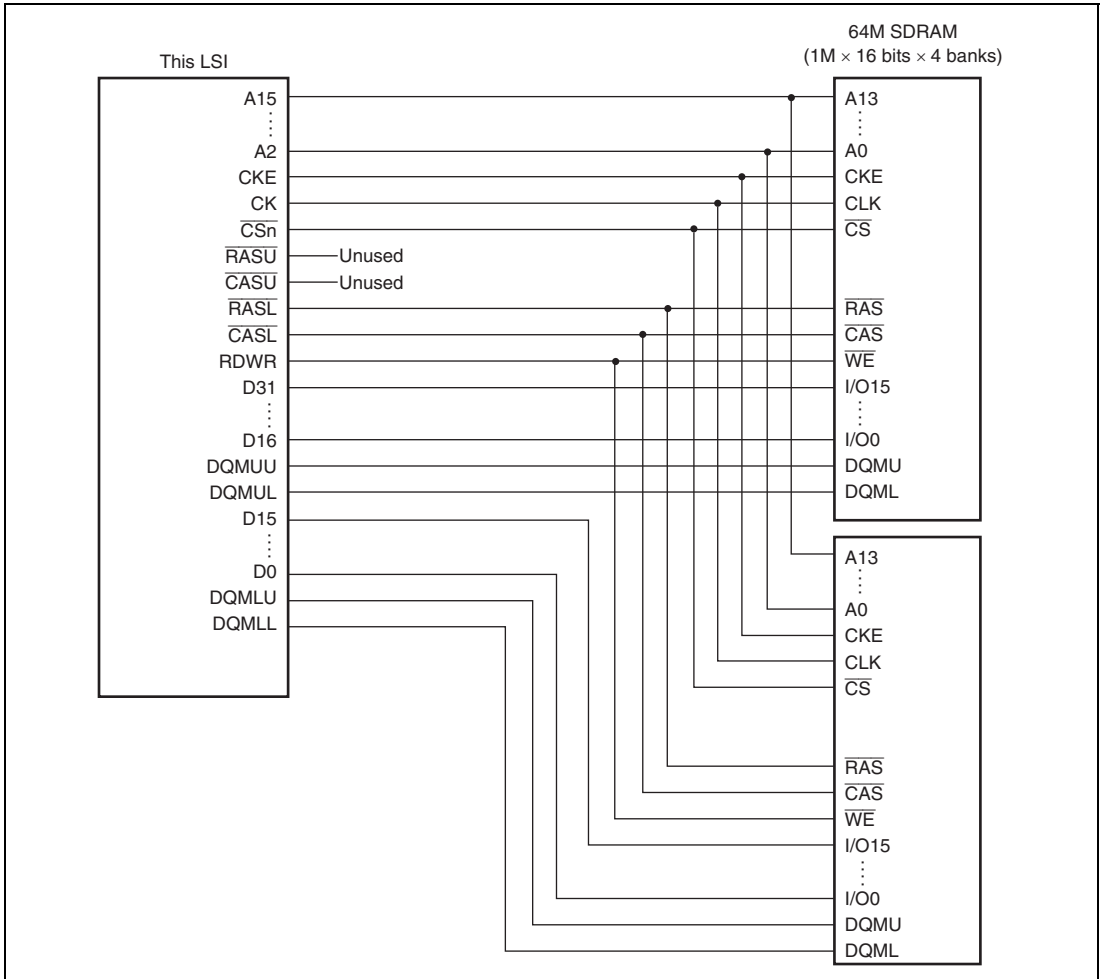 This LSI
A15
A2
CKE
CK
CSn
RASU
CASU
RASL
CASL
RDWR
D31
D16
DQMUU
DQMUL
D15
D0
DQMLU
DQMLL
Unused
Unused
64M SDRAM
(1M × 16 bits × 4 banks)
A13
A0
CKE
CLK
CS
RAS
CAS
WE
I/O15
I/O0
DQMU
DQML
A13
A0
CKE
CLK
CS
RAS
CAS
WE
I/O15
I/O0
DQMU
DQML